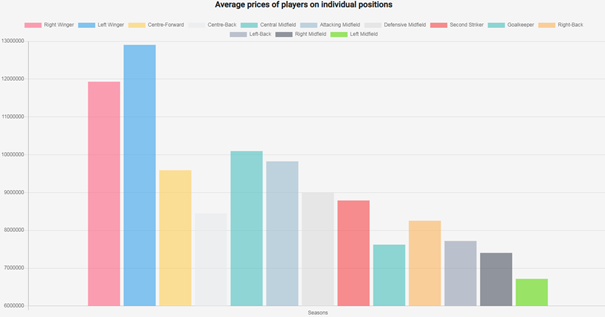 Average prices of players on individual positions
Right Winger Left Winger Centre-Forward Centre-Back Central Midfield Attacking Midfield Defensive Midfield Second Striker Goalkeeper Right-Back
Left-Back Right Midfield Left Midfield
13000000
12000000
11000000
10000000
9000000
8000000
7000000
6000000
Seasons